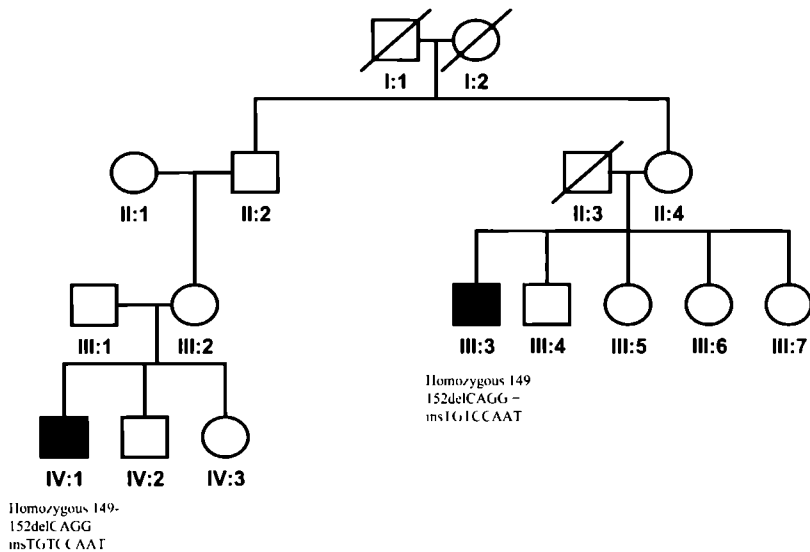 I:1 I:2
II:1 II:2 II:3 II:4
III:1 III:2 III:3 III:4 III:5 III:6 III:7
Homozygous 149
152delCAGG –
insTGTCCAAT
IV:1 IV:2 IV:3
Homozygous 149-
152delCAGG
insTGTCCAAT